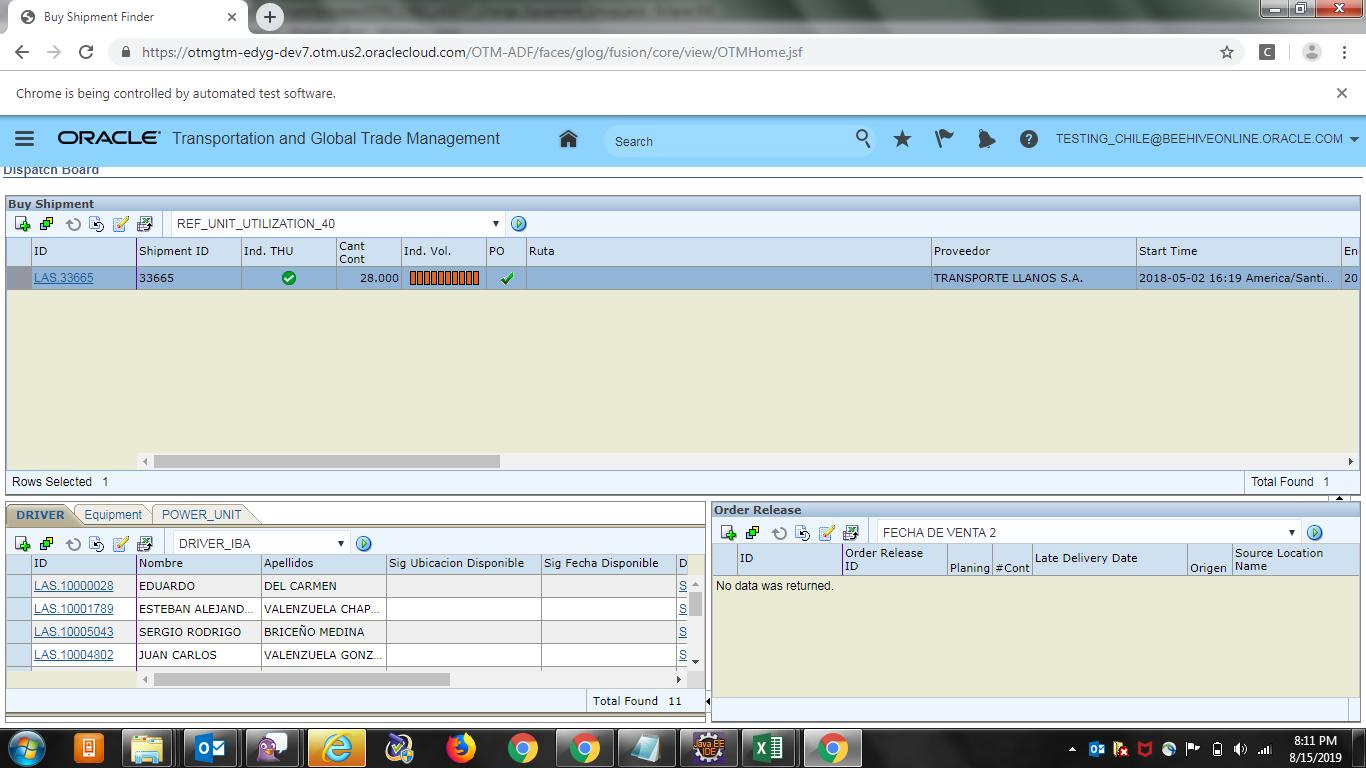 Buy Shipment Finder
https://otmgtm-edyg-dev7.otm.us2.oraclecloud.com/OTM-ADF/faces/glog/fusion/core/view/OTMHome.jsf
C
Chrome is being controlled by automated test software.
ORACLE Transportation and Global Trade Management Search TESTING_CHILE@BEEHIVEONLINE.ORACLE.COM
Dispatch Board
Buy Shipment
REF_UNIT_UTILIZATION_40
ID Shipment ID Ind. THU Cant Cont Ind. Vol. PO Ruta Proveedor Start Time En
LAS.33665 33665 28.000 TRANSPORTE LLANOS S.A. 2018-05-02 16:19 America/Santi... 20
Rows Selected 1 Total Found 1
DRIVER Equipment POWER_UNIT
DRIVER_IBA
ID Nombre Apellidos Sig Ubicacion Disponible Sig Fecha Disponible D
LAS.10000028 EDUARDO DEL CARMEN S
LAS.10001789 ESTEBAN ALEJAND... VALENZUELA CHAP... S
LAS.10005043 SERGIO RODRIGO BRICEÑO MEDINA S
LAS.10004802 JUAN CARLOS VALENZUELA GONZ... S
Total Found 11
Order Release
FECHA DE VENTA 2
ID Order Release ID Planing #Cont Late Delivery Date Origen Source Location Name
No data was returned.
Java EE
IDE
8:11 PM
8/15/2019